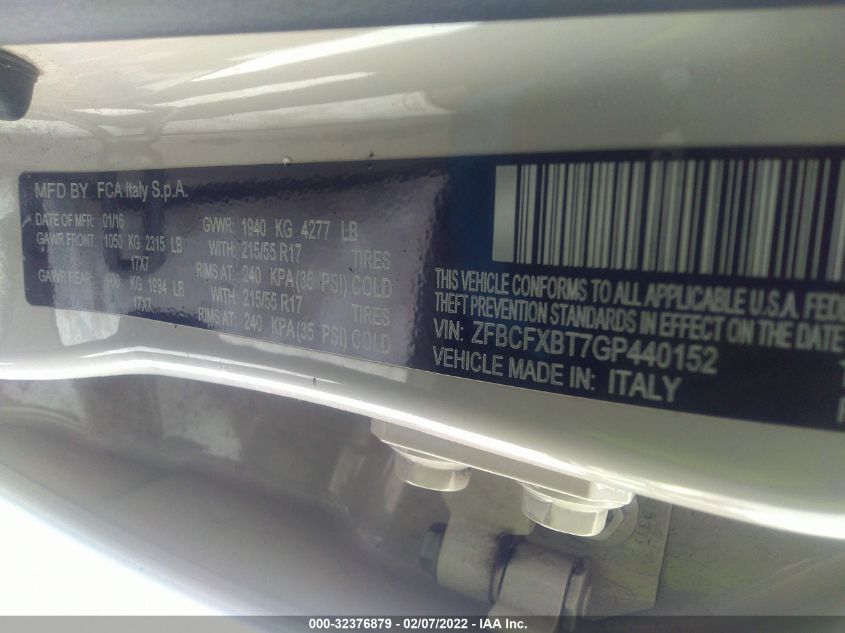 MFD BY FCA Italy S.p.A.
DATE OF MFR: 01/16 GVWR: 1940 KG 4277 LB
GAWR FRONT: 1050 KG 2315 LB WITH: 215/55 R17 TIRES
17X7 RIMS AT: 240 KPA (35 PSI) COLD
GAWR REAR: KG LB WITH: 215/55 R17 TIRES
17X7 RIMS AT: 240 KPA (35 PSI) COLD
THIS VEHICLE CONFORMS TO ALL APPLICABLE U.S.A.
THEFT PREVENTION STANDARDS IN EFFECT ON THE
VIN: ZFBCFXBT7GP440152
VEHICLE MADE IN: ITALY
000-32376879 - 02/07/2022 - IAA Inc.